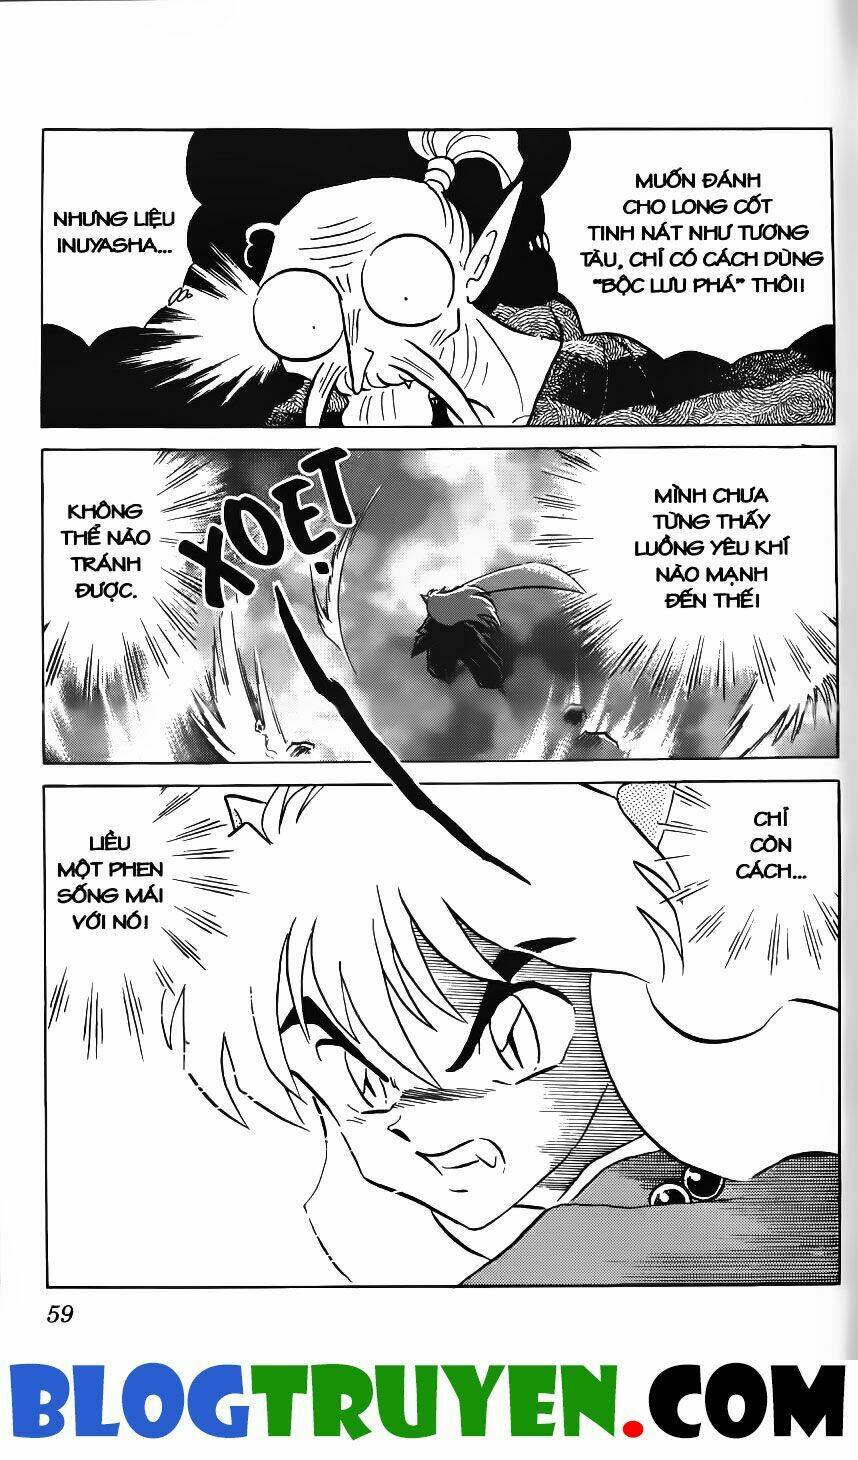 MUỐN ĐÁNH
CHO LONG CỐT
TINH NÁT NHƯ TƯƠNG
TÀU, CHỈ CÓ CÁCH DÙNG
"BỘC LƯU PHÁ" THÔI!
NHƯNG LIỆU
INUYASHA...
MÌNH CHƯA
TỪNG THẤY
LUỒNG YÊU KHÍ
NÀO MẠNH
ĐẾN THẾ!
XOẸT
KHÔNG
THỂ NÀO
TRÁNH
ĐƯỢC.
CHỈ
CÒN
CÁCH...
LIỀU
MỘT PHEN
SỐNG MÁI
VỚI NÓ!
59
BLOGTRUYEN.COM